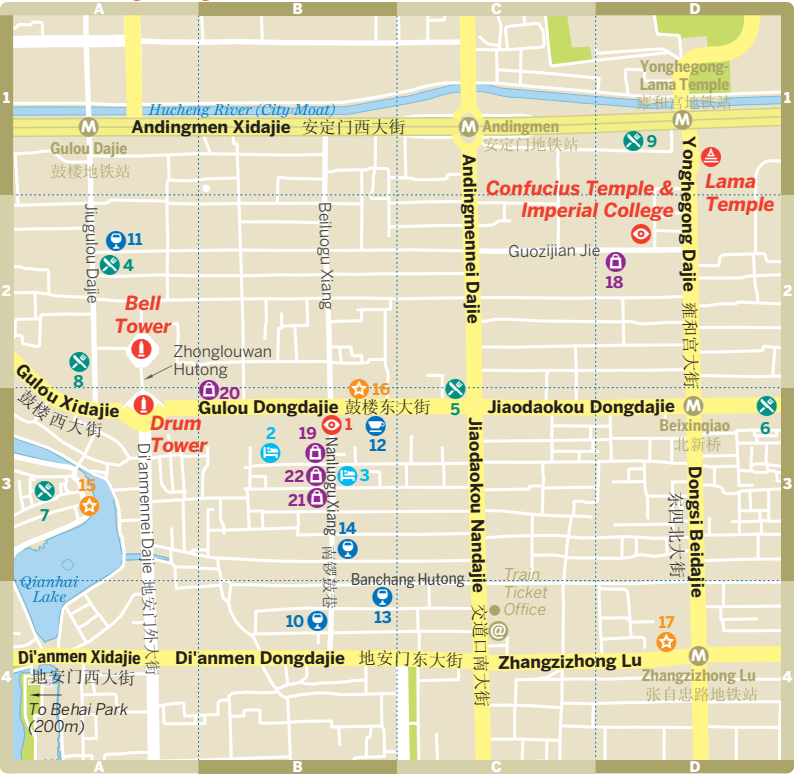 A
B
C
D
1
1
Yonghegong-
Lama Temple
雍和宫地铁站
Hucheng River (City Moat)
M
Andingmen Xidajie 安定门西大街
M
Andingmen
安定门地铁站
M
9
Gulou Dajie
鼓楼地铁站
Confucius Temple &
Imperial College
Lama
Temple
Jiugulou Dajie
Beiluogu Xiang
Andingmennei Dajie
Yonghegong Dajie 雍和宫大街
11
4
Guozijian Jie
18
2
2
Bell
Tower
Zhonglouwan
Hutong
8
20
16
5
Gulou Xidajie
鼓楼西大街
Gulou Dongdajie 鼓楼东大街
Jiaodaokou Dongdajie
M
6
Drum
Tower
Beixinqiao
北新桥
2
19
1
12
22
3
21
Nanluogu Xiang 南锣鼓巷
Di'anmennei Dajie 地安门外大街
Jiaodaokou Nandajie 交道口南大街
Dongsi Beidajie
东四北大街
3
3
15
7
14
Qianhai
Lake
Banchang Hutong
13
10
Train
Ticket
Office
@
17
M
Di'anmen Xidajie
地安门西大街
Di'anmen Dongdajie 地安门东大街
Zhangzizhong Lu
Zhangzizhong Lu
张自忠路地铁站
4
4
To Behai Park
(200m)
A
B
C
D